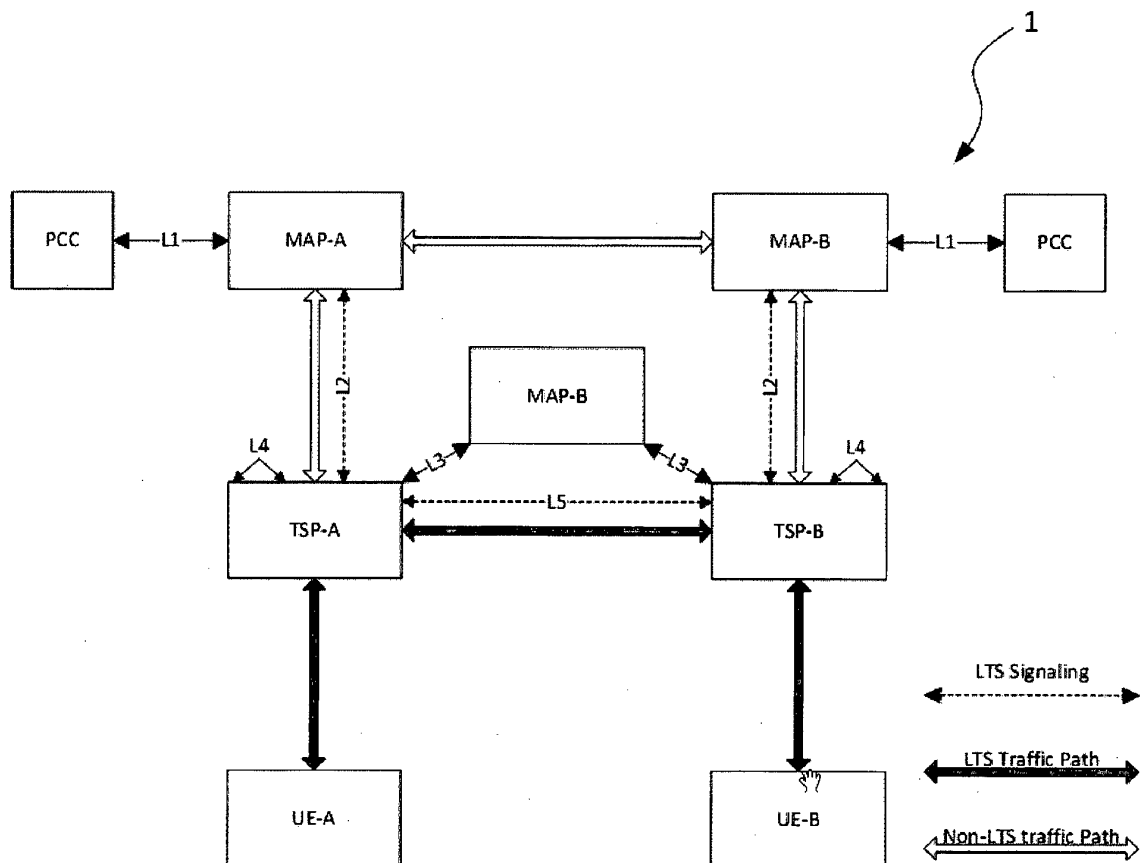 1
PCC
L1
MAP-A
MAP-B
L1
PCC
L2
MAP-B
L2
L4
L3
L3
L4
L5
TSP-A
TSP-B
LTS Signaling
LTS Traffic Path
UE-A
UE-B
Non-LTS traffic Path